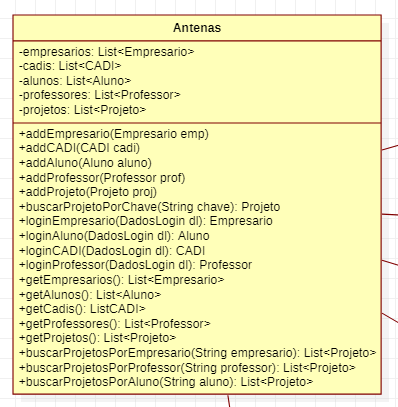 Antenas
-empresarios: List<Empresario>
-cadis: List<CADI>
-alunos: List<Aluno>
-professores: List<Professor>
-projetos: List<Projeto>
+addEmpresario(Empresario emp)
+addCADI(CADI cadi)
+addAluno(Aluno aluno)
+addProfessor(Professor prof)
+addProjeto(Projeto proj)
+buscarProjetoPorChave(String chave): Projeto
+loginEmpresario(DadosLogin dl): Empresario
+loginAluno(DadosLogin dl): Aluno
+loginCADI(DadosLogin dl): CADI
+loginProfessor(DadosLogin dl): Professor
+getEmpresarios(): List<Empresario>
+getAlunos(): List<Aluno>
+getCadis(): ListCADI>
+getProfessores(): List<Professor>
+getProjetos(): List<Projeto>
+buscarProjetosPorEmpresario(String empresario): List<Projeto>
+buscarProjetosPorProfessor(String professor): List<Projeto>
+buscarProjetosPorAluno(String aluno): List<Projeto>